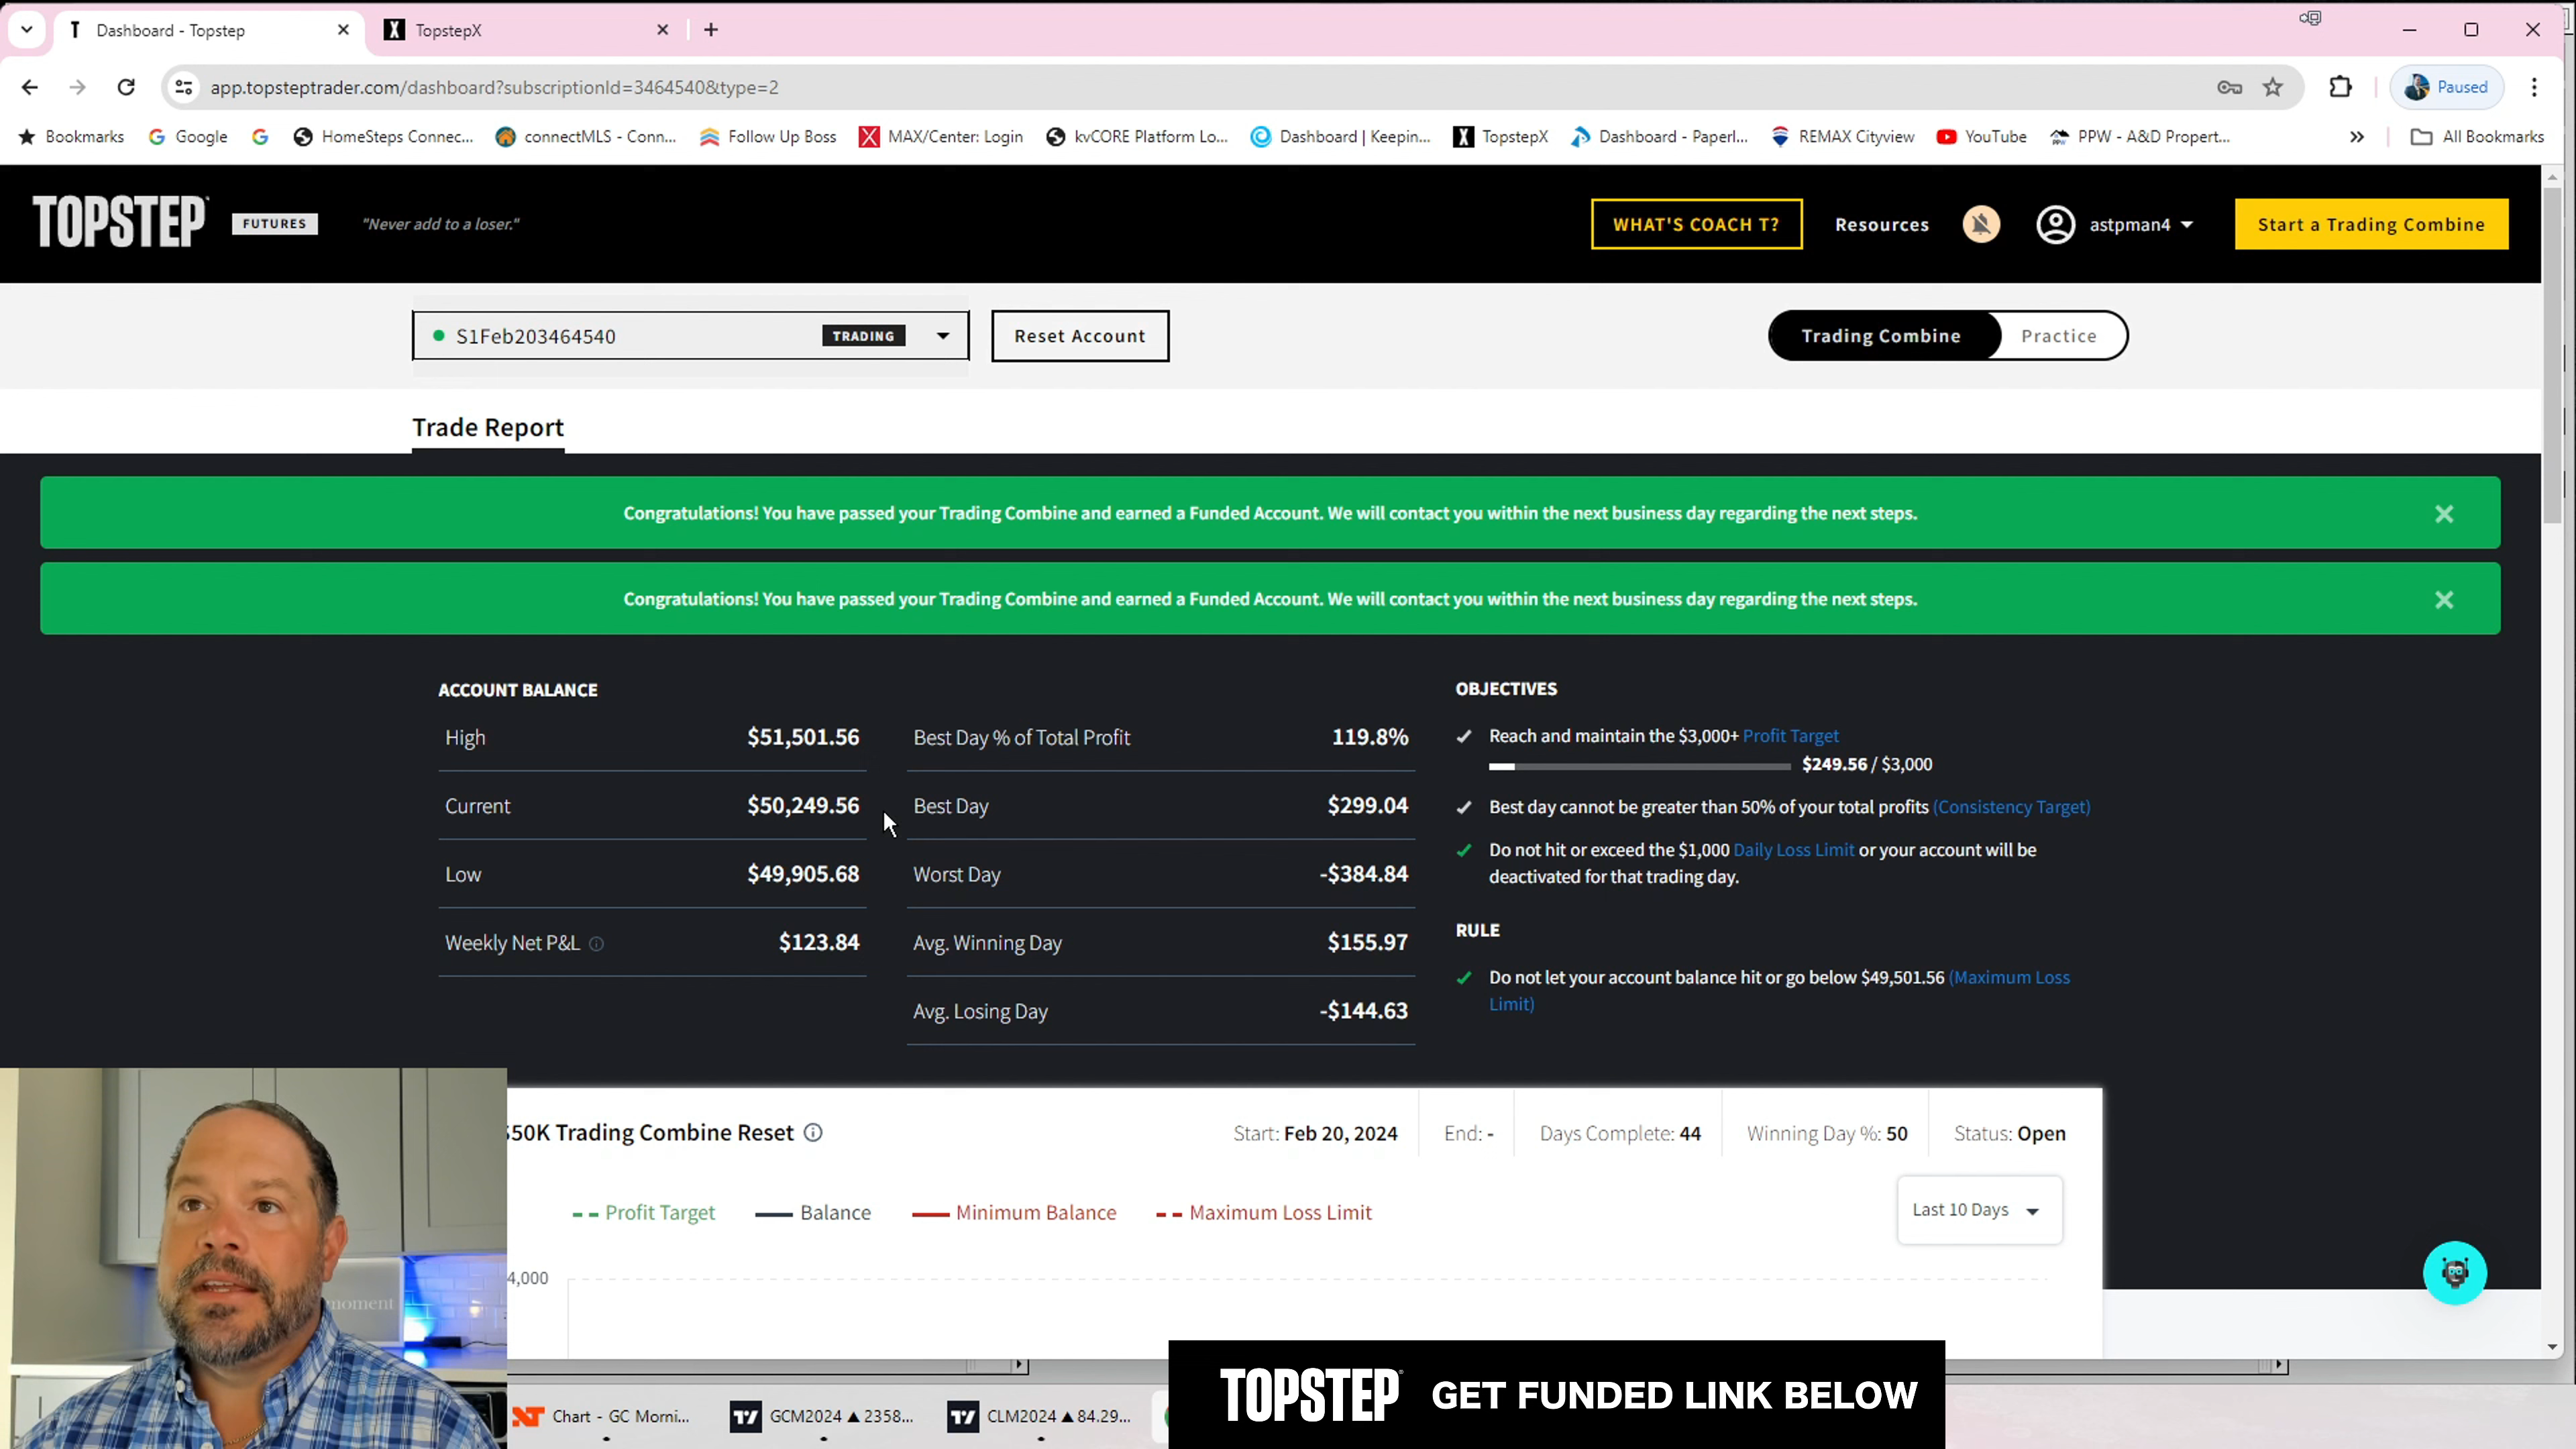 Dashboard - Topstep
TopstepX
app.topsteptrader.com/dashboard?subscriptionId=3464540&type=2
Paused
Bookmarks
Google
HomeSteps Connec...
connectMLS - Conn...
Follow Up Boss
MAX/Center: Login
kvCORE Platform Lo...
Dashboard | Keepin...
TopstepX
Dashboard - Paperl...
REMAX Cityview
YouTube
PPW - A&D Propert...
All Bookmarks
TOPSTEP
FUTURES
"Never add to a loser."
WHAT'S COACH T?
Resources
astpman4
Start a Trading Combine
S1Feb203464540
TRADING
Reset Account
Trading Combine
Practice
Trade Report
Congratulations! You have passed your Trading Combine and earned a Funded Account. We will contact you within the next business day regarding the next steps.
Congratulations! You have passed your Trading Combine and earned a Funded Account. We will contact you within the next business day regarding the next steps.
ACCOUNT BALANCE
High $51,501.56
Current $50,249.56
Low $49,905.68
Weekly Net P&L $123.84
Best Day % of Total Profit 119.8%
Best Day $299.04
Worst Day -$384.84
Avg. Winning Day $155.97
Avg. Losing Day -$144.63
OBJECTIVES
Reach and maintain the $3,000+ Profit Target
$249.56 / $3,000
Best day cannot be greater than 50% of your total profits (Consistency Target)
Do not hit or exceed the $1,000 Daily Loss Limit or your account will be
deactivated for that trading day.
RULE
Do not let your account balance hit or go below $49,501.56 (Maximum Loss
Limit)
$50K Trading Combine Reset
Start: Feb 20, 2024
End: -
Days Complete: 44
Winning Day %: 50
Status: Open
Profit Target
Balance
Minimum Balance
Maximum Loss Limit
Last 10 Days
4,000
moment
Chart - GC Morni...
GCM2024 ▲ 2358...
CLM2024 ▲ 84.29...
TOPSTEP GET FUNDED LINK BELOW